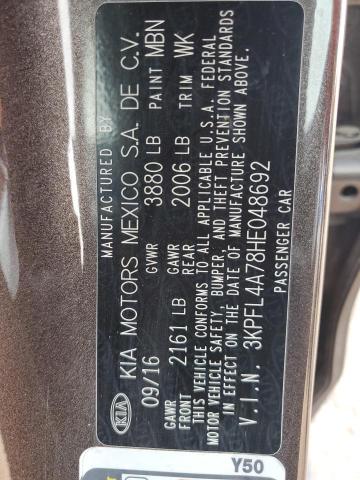 MANUFACTURED BY
KIA KIA MOTORS MEXICO S.A. DE C.V.
09/16 GVWR 3880 LB PAINT MBN
GAWR FRONT 2161 LB GAWR REAR 2006 LB TRIM WK
THIS VEHICLE CONFORMS TO ALL APPLICABLE U.S.A. FEDERAL
MOTOR VEHICLE SAFETY, BUMPER, AND THEFT PREVENTION STANDARDS
IN EFFECT ON THE DATE OF MANUFACTURE SHOWN ABOVE.
V.I.N. 3KPFL4A78HE048692
PASSENGER CAR
Y50